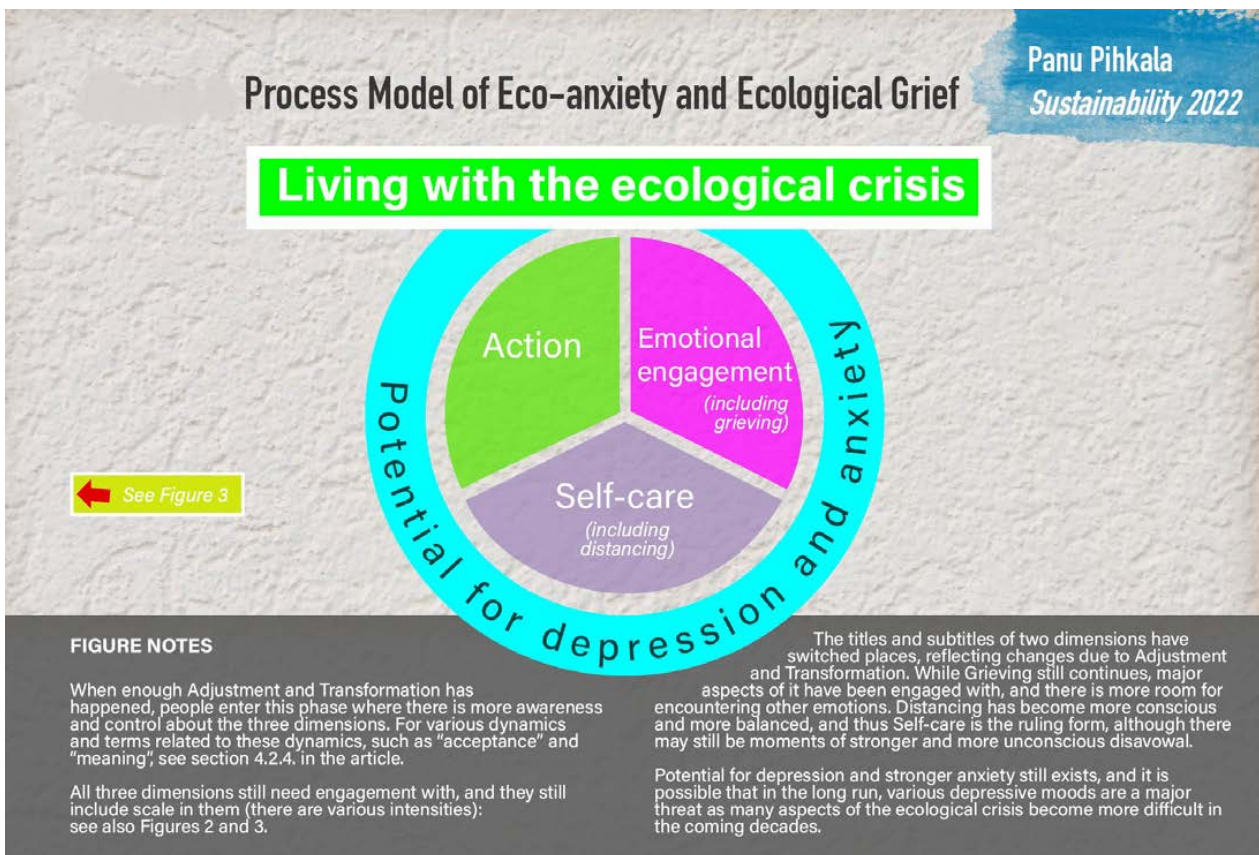 Process Model of Eco-anxiety and Ecological Grief
Panu Pihkala
Sustainability 2022
Living with the ecological crisis
Action
Emotional
engagement
(including
grieving)
Self-care
(including
distancing)
Potential for depression and anxiety
See Figure 3
FIGURE NOTES
When enough Adjustment and Transformation has
happened, people enter this phase where there is more awareness
and control about the three dimensions. For various dynamics
and terms related to these dynamics, such as “acceptance” and
“meaning”, see section 4.2.4. in the article.
All three dimensions still need engagement with, and they still
include scale in them (there are various intensities):
see also Figures 2 and 3.
The titles and subtitles of two dimensions have
switched places, reflecting changes due to Adjustment
and Transformation. While Grieving still continues, major
aspects of it have been engaged with, and there is more room for
encountering other emotions. Distancing has become more conscious
and more balanced, and thus Self-care is the ruling form, although there
may still be moments of stronger and more unconscious disavowal.
Potential for depression and stronger anxiety still exists, and it is
possible that in the long run, various depressive moods are a major
threat as many aspects of the ecological crisis become more difficult in
the coming decades.